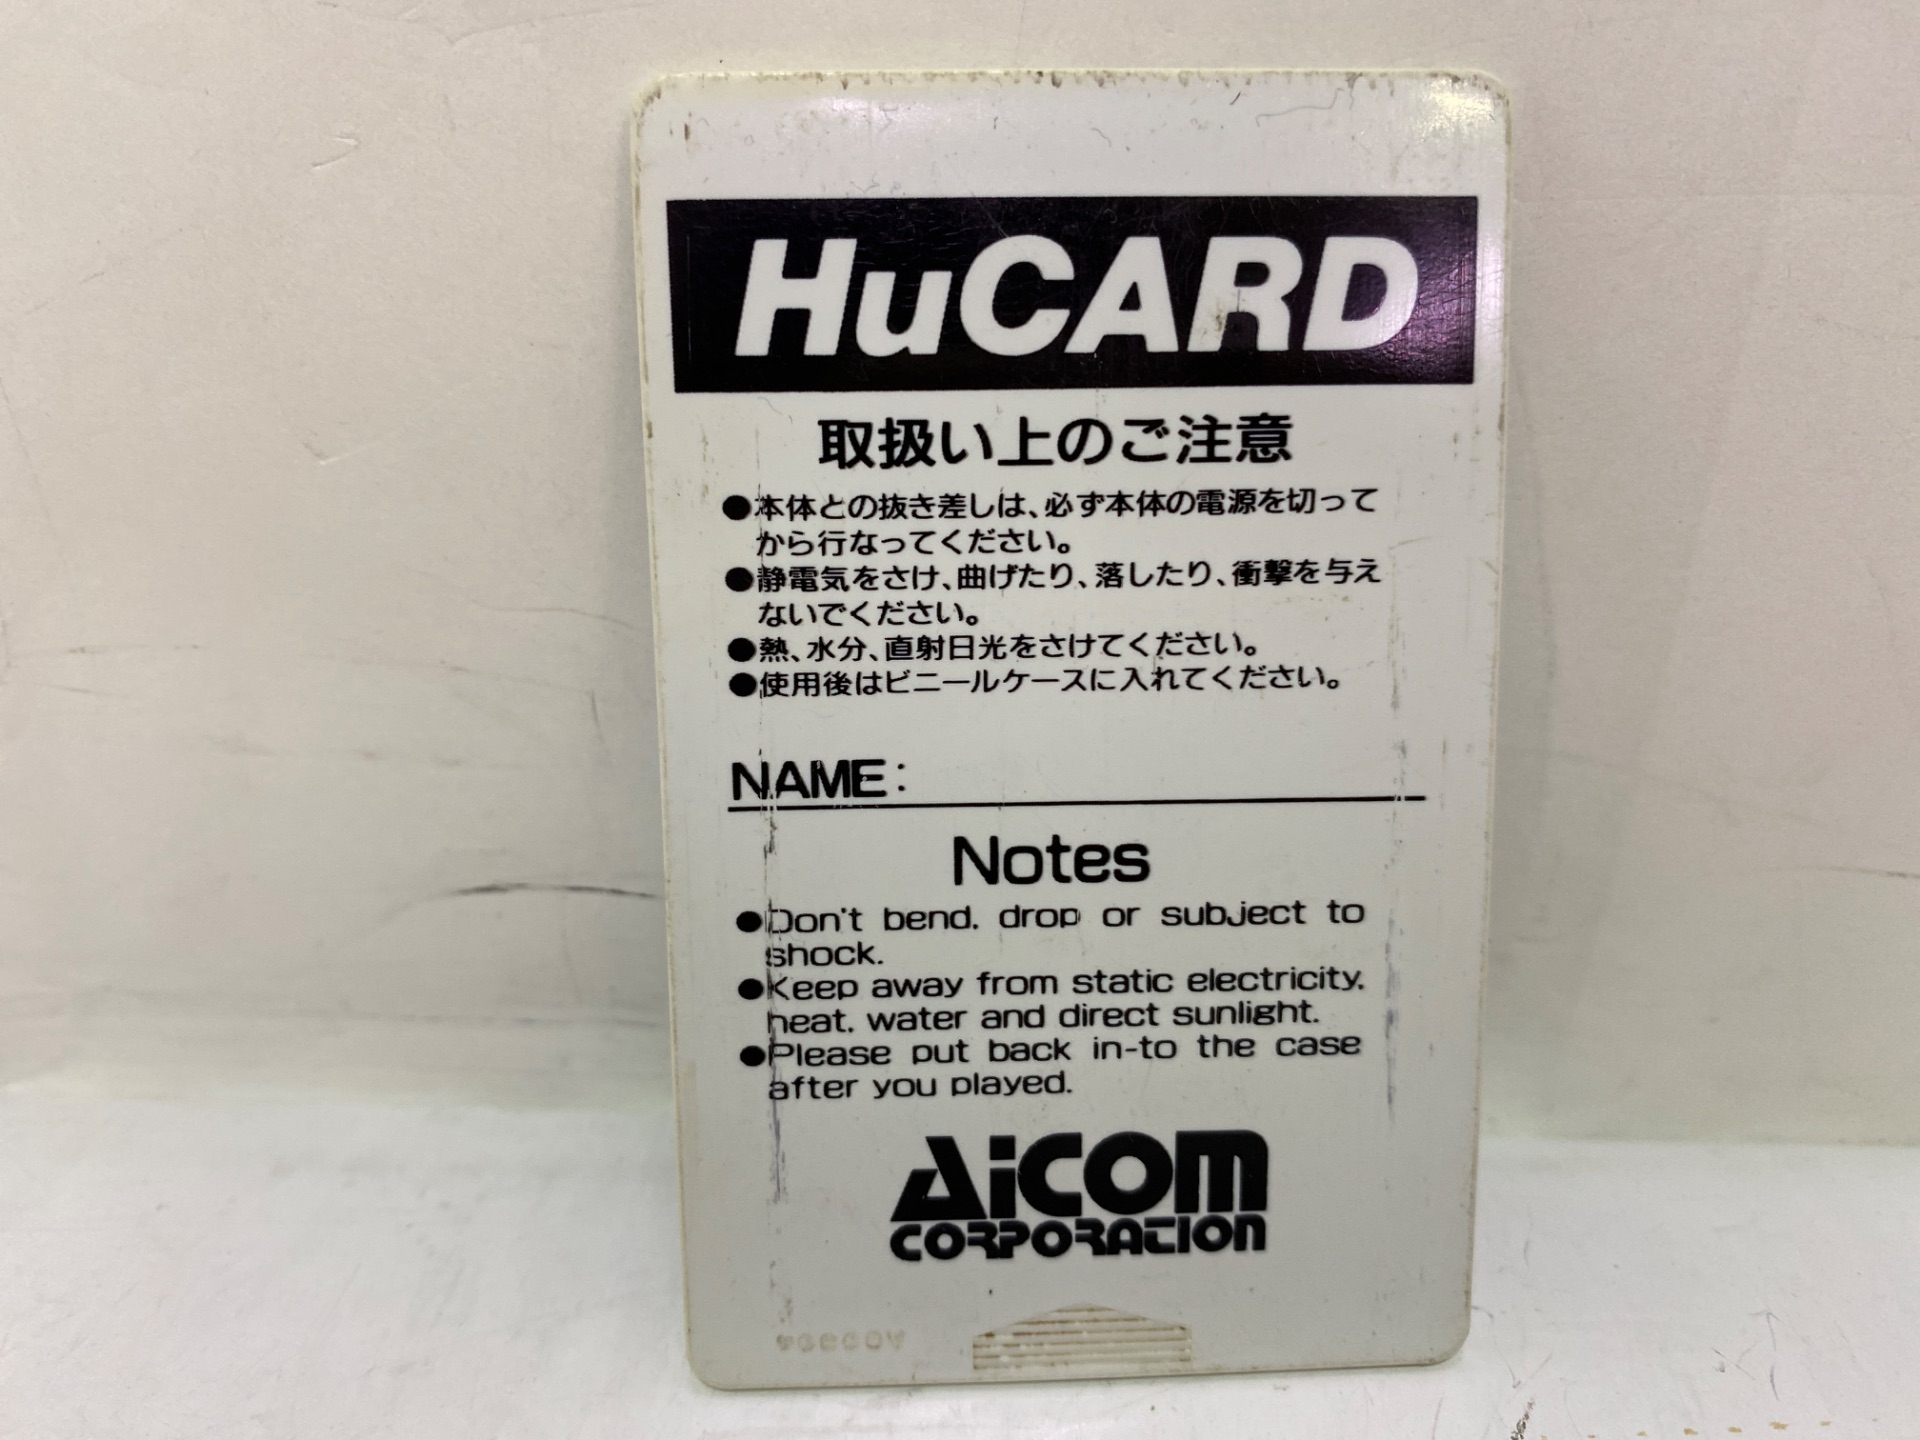 HuCARD
取扱い上のご注意
●本体との抜き差しは、必ず本体の電源を切って
から行なってください。
●静電気をさけ、曲げたり、落したり、衝撃を与え
ないでください。
●熱、水分、直射日光をさけてください。
●使用後はビニールケースに入れてください。
NAME:
Notes
●Don't bend, drop or subject to
shock.
●Keep away from static electricity,
heat, water and direct sunlight.
●Please put back in-to the case
after you played.
AiCOM
CORPORATION